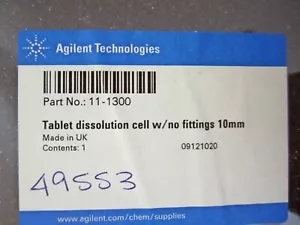 Agilent Technologies
Part No.: 11-1300
Tablet dissolution cell w/no fittings 10mm
Made in UK
Contents: 1 09121020
49553
www.agilent.com/chem/supplies